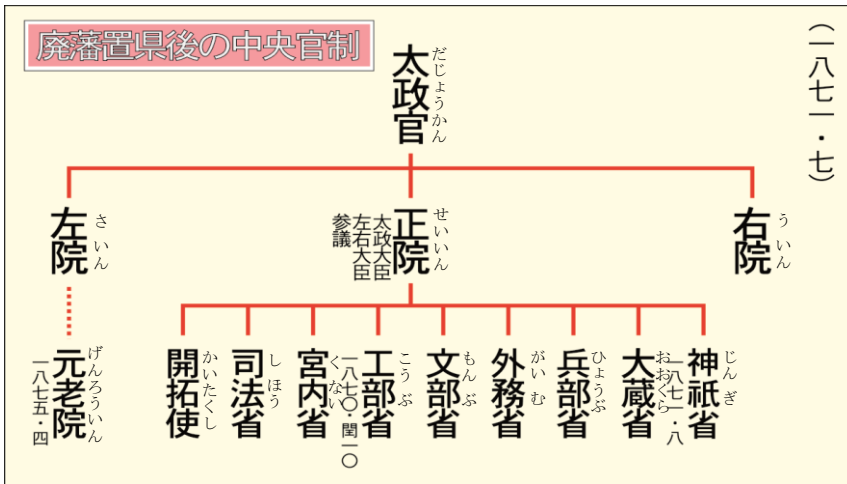 廃藩置県後の中央官制
（一八七一・七）
太政官
だじょうかん
右院
ういん
正院
せいいん
太政大臣
左右大臣
参議
左院
さいん
神祇省
じんぎ
一八七一・八
大蔵省
おおくら
兵部省
ひょうぶ
外務省
がいむ
文部省
もんぶ
工部省
こうぶ
一八七〇・閏一〇
宮内省
くない
司法省
しほう
開拓使
かいたくし
元老院
げんろういん
一八七五・四